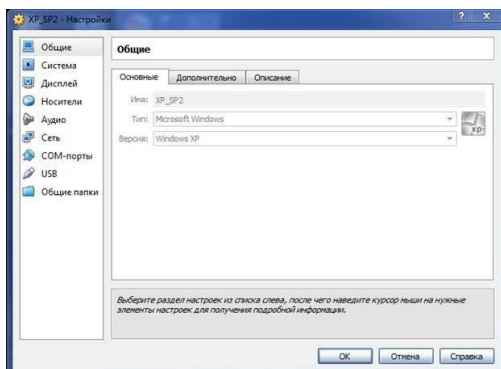 XP_SP2 - Настройки
Общие
Система
Дисплей
Носители
Аудио
Сеть
COM-порты
USB
Общие папки
Общие
Основные Дополнительно Описание
Имя: XP_SP2
Тип: Microsoft Windows
Версия: Windows XP
XP
Выберите раздел настроек из списка слева, после чего наведите курсор мыши на нужные
элементы настроек для получения подробной информации.
OK Отмена Справка